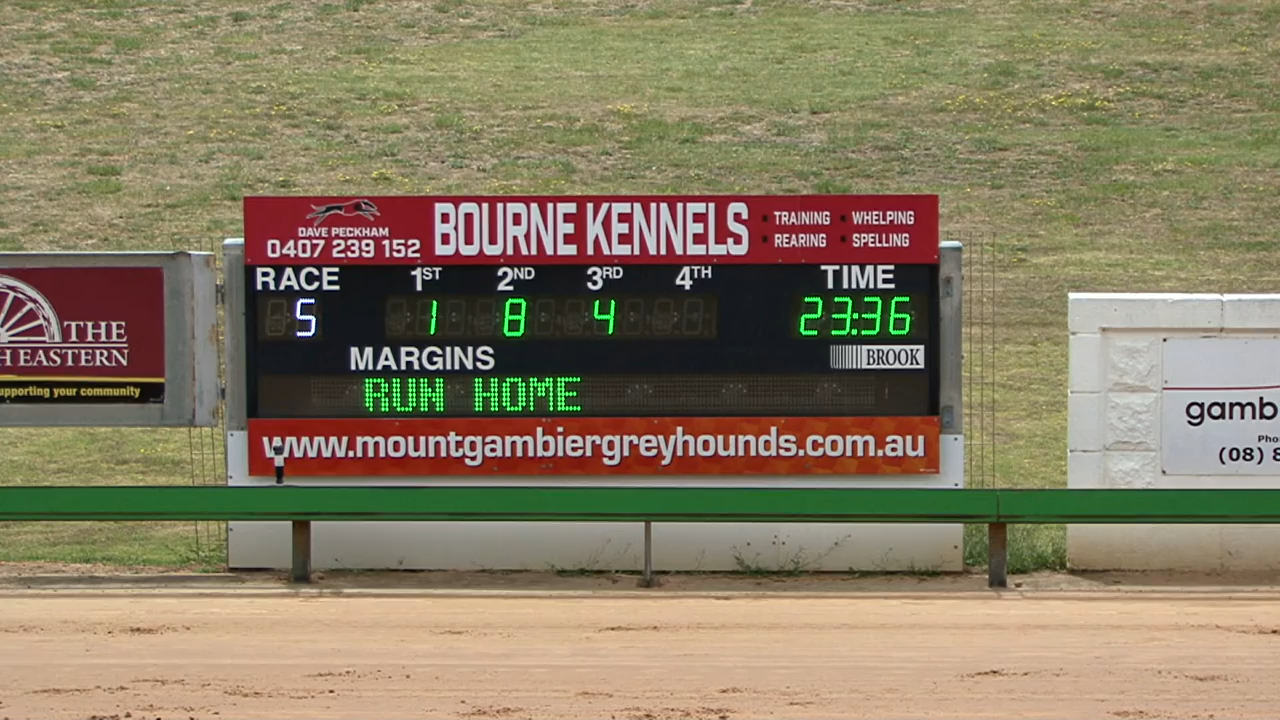 DAVE PECKHAM
0407 239 152
BOURNE KENNELS
TRAINING WHELPING
REARING SPELLING
RACE 1ST 2ND 3RD 4TH TIME
5 1 8 4 23:36
MARGINS
BROOK
RUN HOME
www.mountgambiergreyhounds.com.au
THE
EASTERN
supporting your community
gamb
(08) 8